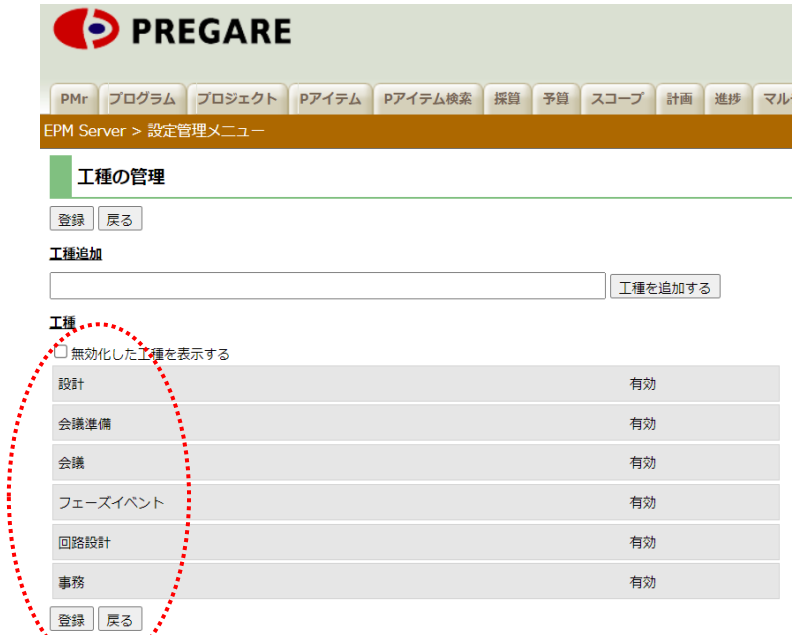 PREGARE
PMr プログラム プロジェクト Pアイテム Pアイテム検索 採算 予算 スコープ 計画 進捗 マル
EPM Server > 設定管理メニュー
工種の管理
登録 戻る
工種追加
工種を追加する
工種
無効化した工種を表示する
設計 有効
会議準備 有効
会議 有効
フェーズイベント 有効
回路設計 有効
事務 有効
登録 戻る